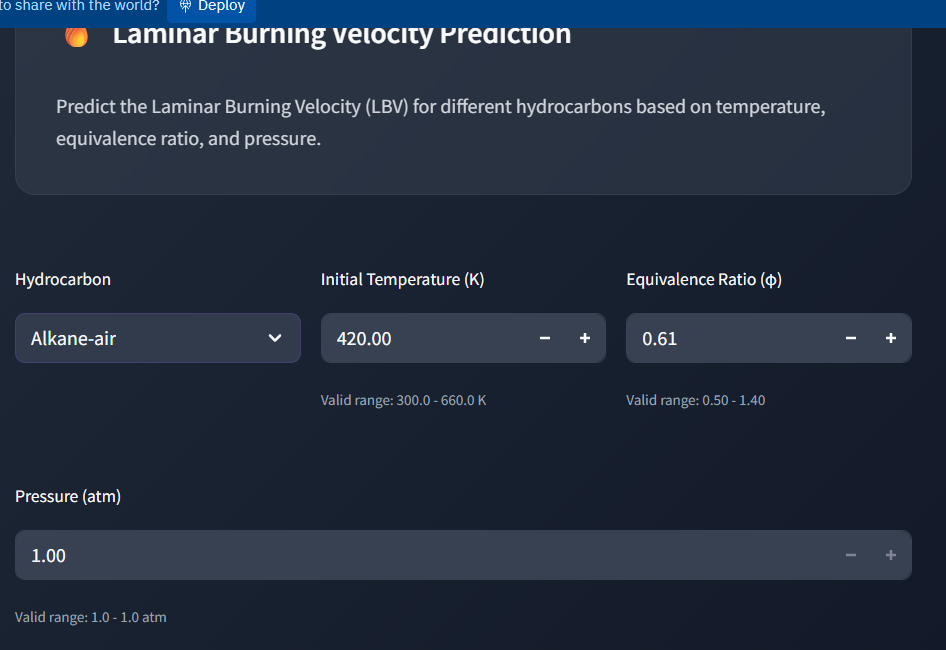 to share with the world? Deploy
Laminar Burning Velocity Prediction
Predict the Laminar Burning Velocity (LBV) for different hydrocarbons based on temperature,
equivalence ratio, and pressure.
Hydrocarbon
Initial Temperature (K)
Equivalence Ratio (φ)
Alkane-air
420.00 − +
0.61 − +
Valid range: 300.0 - 660.0 K
Valid range: 0.50 - 1.40
Pressure (atm)
1.00 − +
Valid range: 1.0 - 1.0 atm